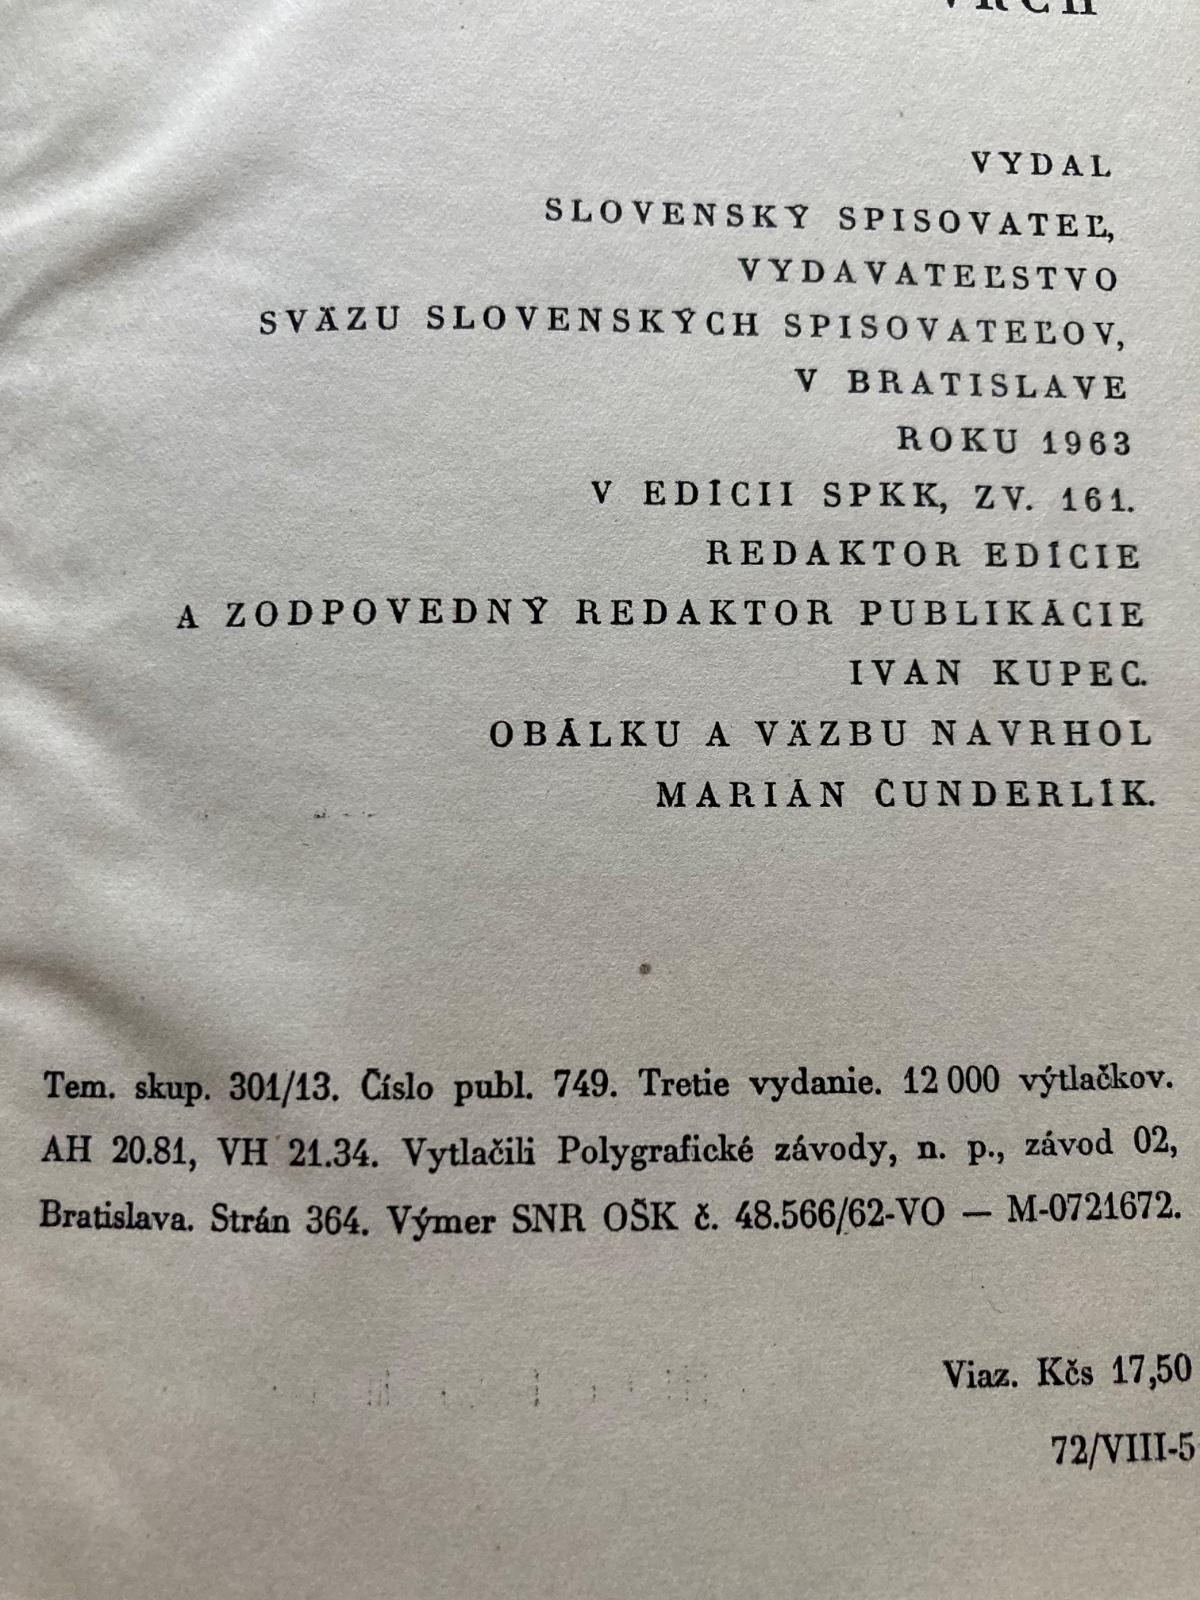 VRCH
VYDAL
SLOVENSKÝ SPISOVATEĽ,
VYDAVATEĽSTVO
SVÄZU SLOVENSKÝCH SPISOVATEĽOV,
V BRATISLAVE
ROKU 1963
V EDÍCII SPKK, ZV. 161.
REDAKTOR EDÍCIE
A ZODPOVEDNÝ REDAKTOR PUBLIKÁCIE
IVAN KUPEC.
OBÁLKU A VÄZBU NAVRHOL
MARIÁN ČUNDERLÍK.
Tem. skup. 301/13. Číslo publ. 749. Tretie vydanie. 12 000 výtlačkov.
AH 20.81, VH 21.34. Vytlačili Polygrafické závody, n. p., závod 02,
Bratislava. Strán 364. Výmer SNR OŠK č. 48.566/62-VO — M-0721672.
Viaz. Kčs 17,50
72/VIII-5